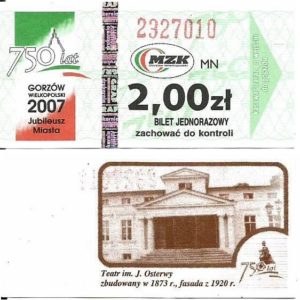 750 lat
GORZÓW
WIELKOPOLSKI
2007
Jubileusz
Miasta
2327010
MZK
MN
2,00zł
BILET JEDNORAZOWY
zachować do kontroli
750 lat
Teatr im. J. Osterwy
zbudowany w 1873 r., fasada z 1920 r.